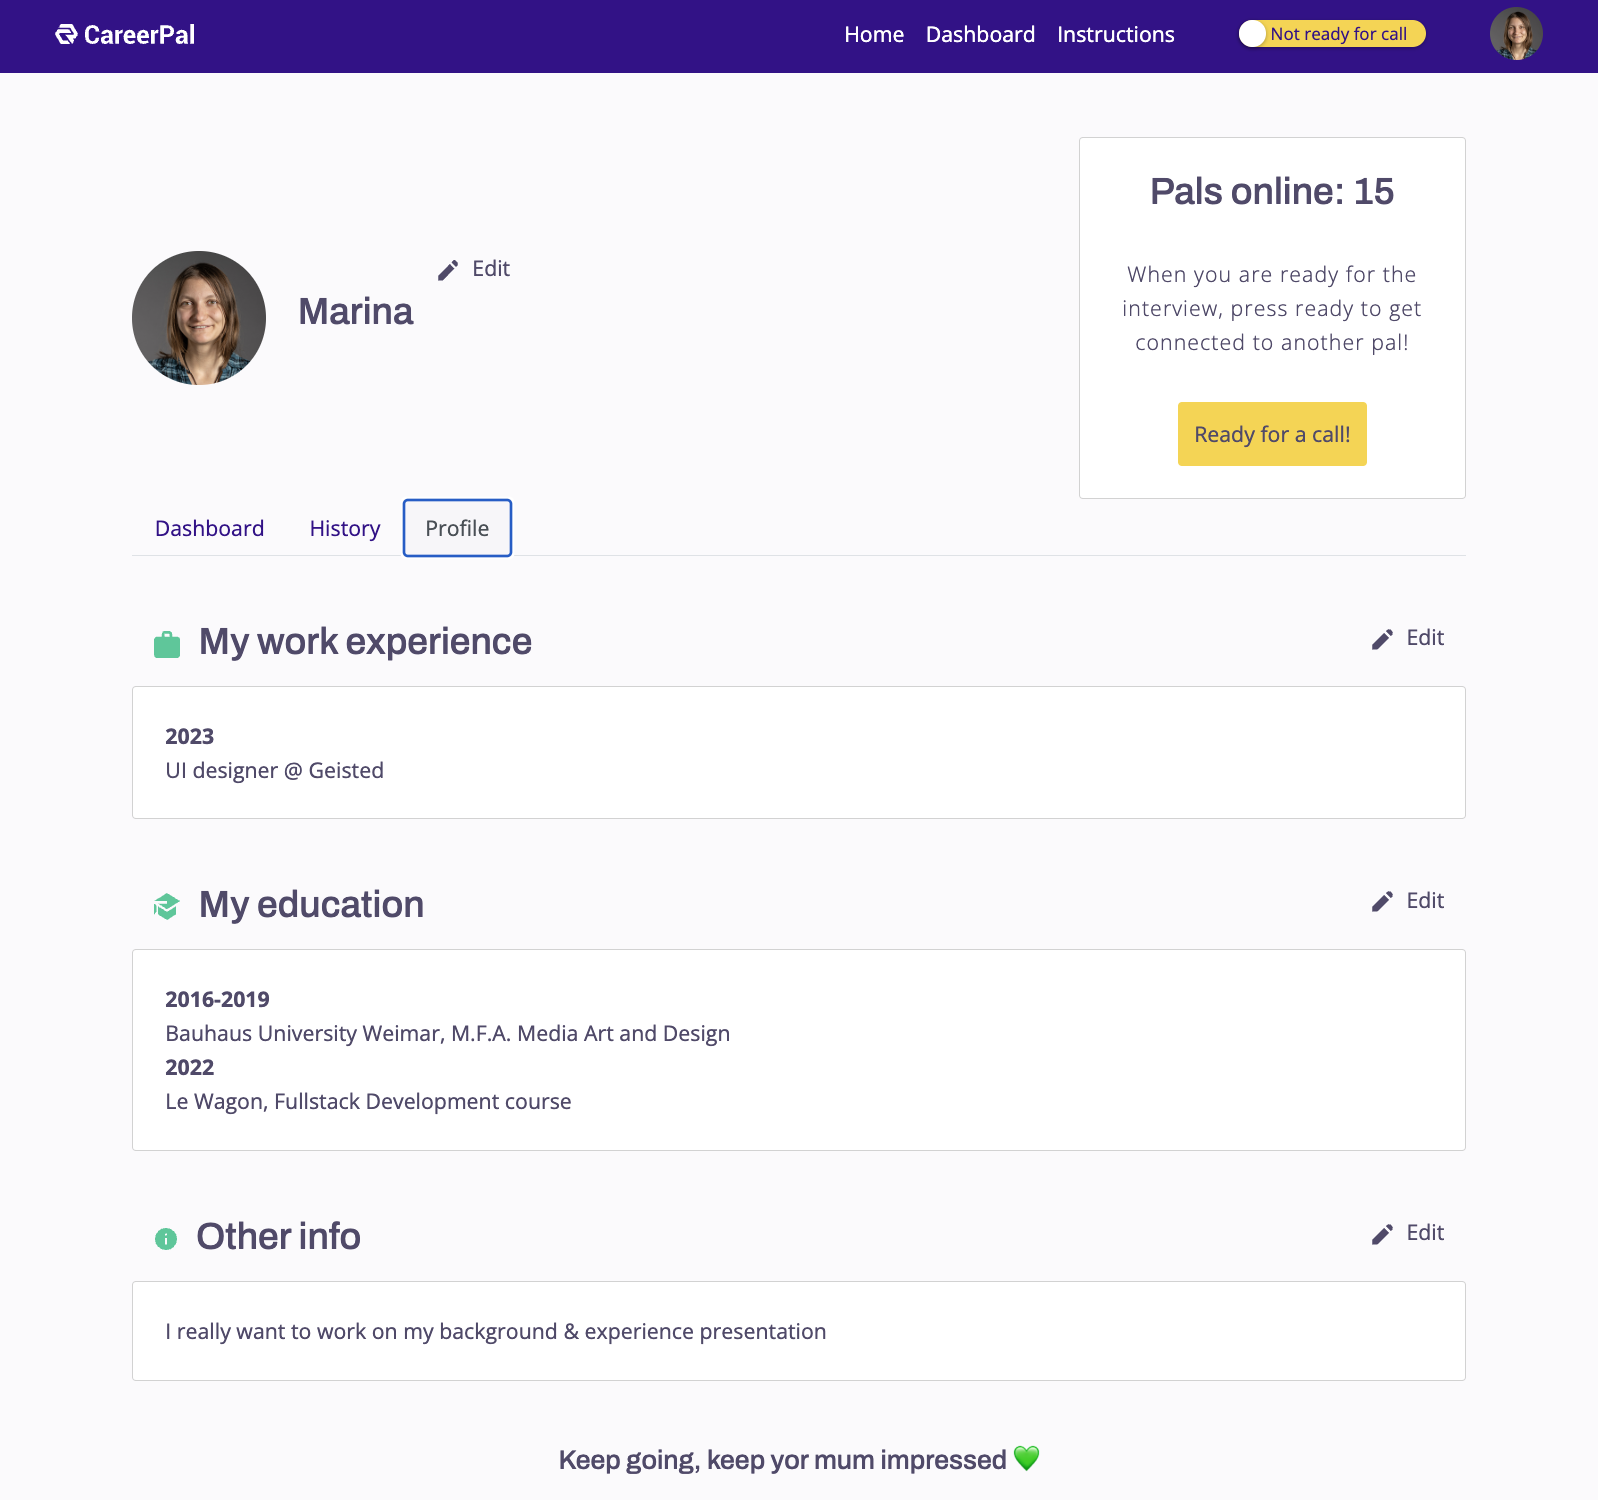 CareerPal
Home Dashboard Instructions Not ready for call
Pals online: 15
When you are ready for the
interview, press ready to get
connected to another pal!
Ready for a call!
Edit
Marina
Dashboard History Profile
My work experience Edit
2023
UI designer @ Geisted
My education Edit
2016-2019
Bauhaus University Weimar, M.F.A. Media Art and Design
2022
Le Wagon, Fullstack Development course
Other info Edit
I really want to work on my background & experience presentation
Keep going, keep yor mum impressed 💚